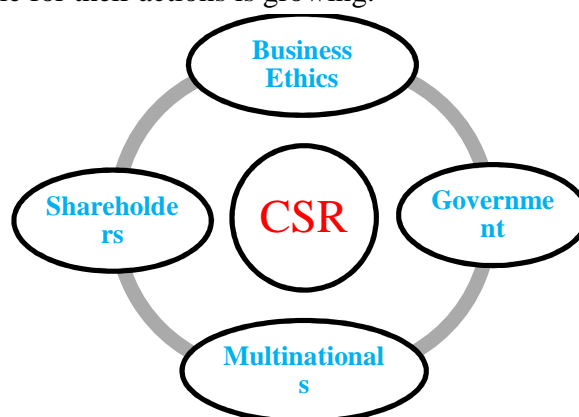 for their actions is growing.
Business
Ethics
Shareholde
rs
CSR
Governme
nt
Multinational
s